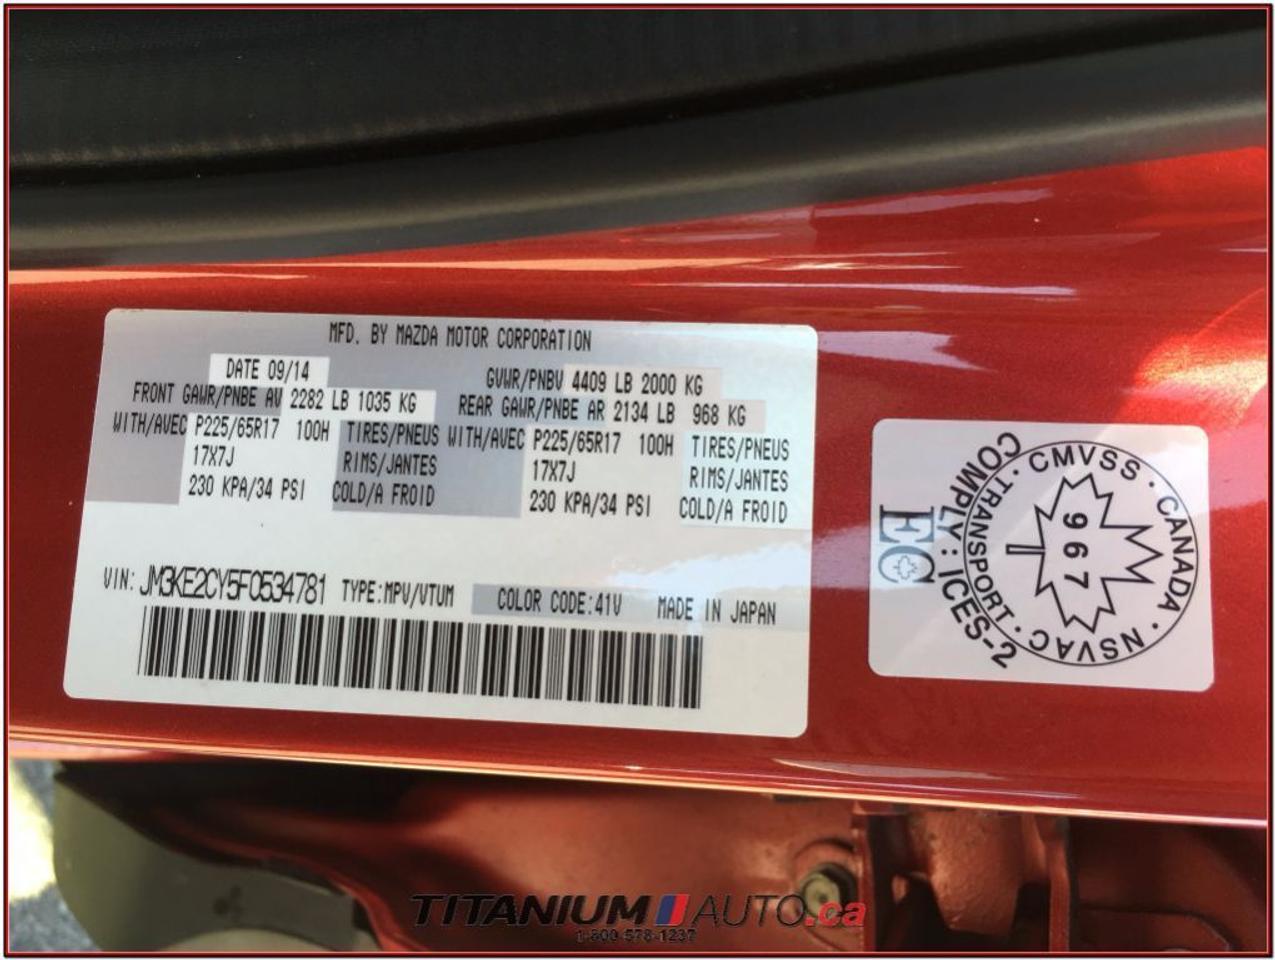 MFD. BY MAZDA MOTOR CORPORATION
DATE 09/14 GVWR/PNBV 4409 LB 2000 KG
FRONT GAWR/PNBE AV 2282 LB 1035 KG REAR GAWR/PNBE AR 2134 LB 968 KG
WITH/AVEC P225/65R17 100H TIRES/PNEUS WITH/AVEC P225/65R17 100H TIRES/PNEUS
17X7J RIMS/JANTES 17X7J RIMS/JANTES
230 KPA/34 PSI COLD/A FROID 230 KPA/34 PSI COLD/A FROID
VIN: JM3KE2CY5F0534781 TYPE:MPV/VTUM COLOR CODE:41V MADE IN JAPAN
EC
COMPLY: ICES-2
TRANSPORT · CMVSS · CANADA · NSVAC ·
967
TITANIUM AUTO.ca
1-800-578-1237